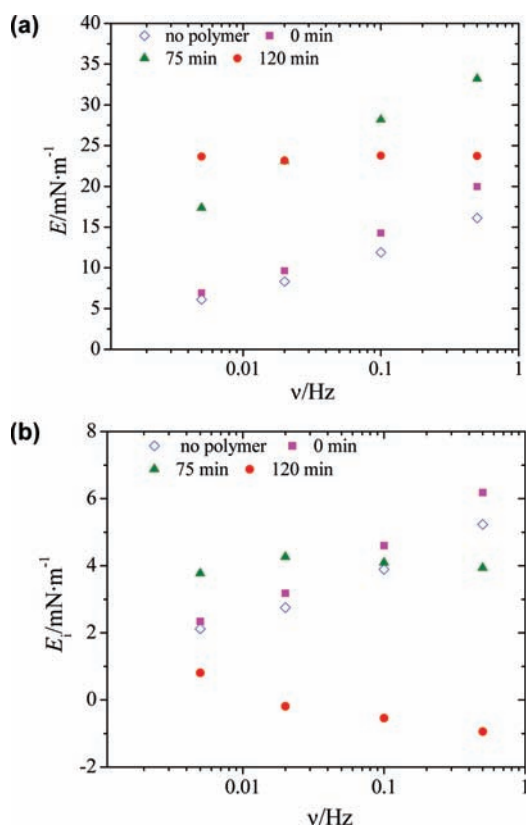 (a)
no polymer 0 min
75 min 120 min
40
35
30
25
20
15
10
5
0
E/mN·m⁻¹
0.01 0.1 1
ν/Hz
(b)
no polymer 0 min
75 min 120 min
8
6
4
2
0
-2
Eᵢ/mN·m⁻¹
0.01 0.1 1
ν/Hz